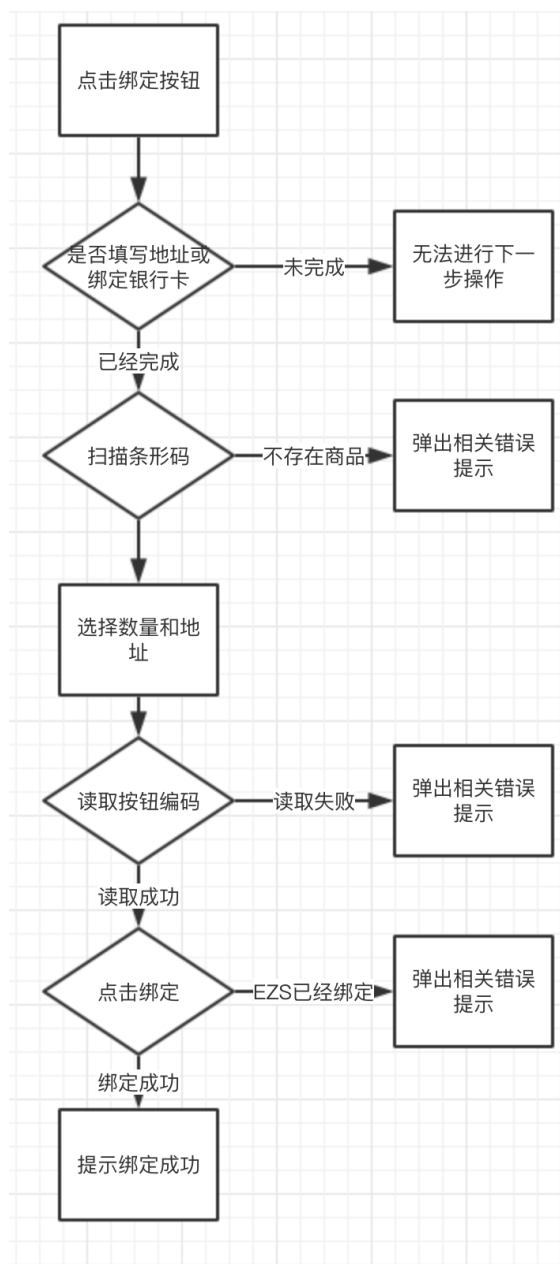 点击绑定按钮
是否填写地址或
绑定银行卡
未完成
无法进行下一
步操作
已经完成
扫描条形码
不存在商品
弹出相关错误
提示
选择数量和地
址
读取按钮编码
读取失败
弹出相关错误
提示
读取成功
点击绑定
EZS已经绑定
弹出相关错误
提示
绑定成功
提示绑定成功